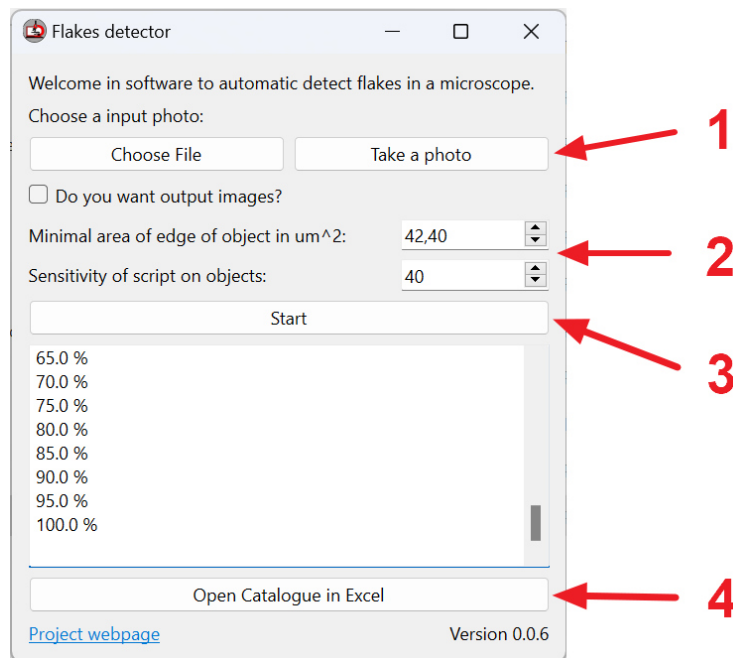 Flakes detector
Welcome in software to automatic detect flakes in a microscope.
Choose a input photo:
Choose File
Take a photo
1
Do you want output images?
Minimal area of edge of object in um^2:
42,40
2
Sensitivity of script on objects:
40
Start
3
65.0 %
70.0 %
75.0 %
80.0 %
85.0 %
90.0 %
95.0 %
100.0 %
Open Catalogue in Excel
4
Project webpage
Version 0.0.6